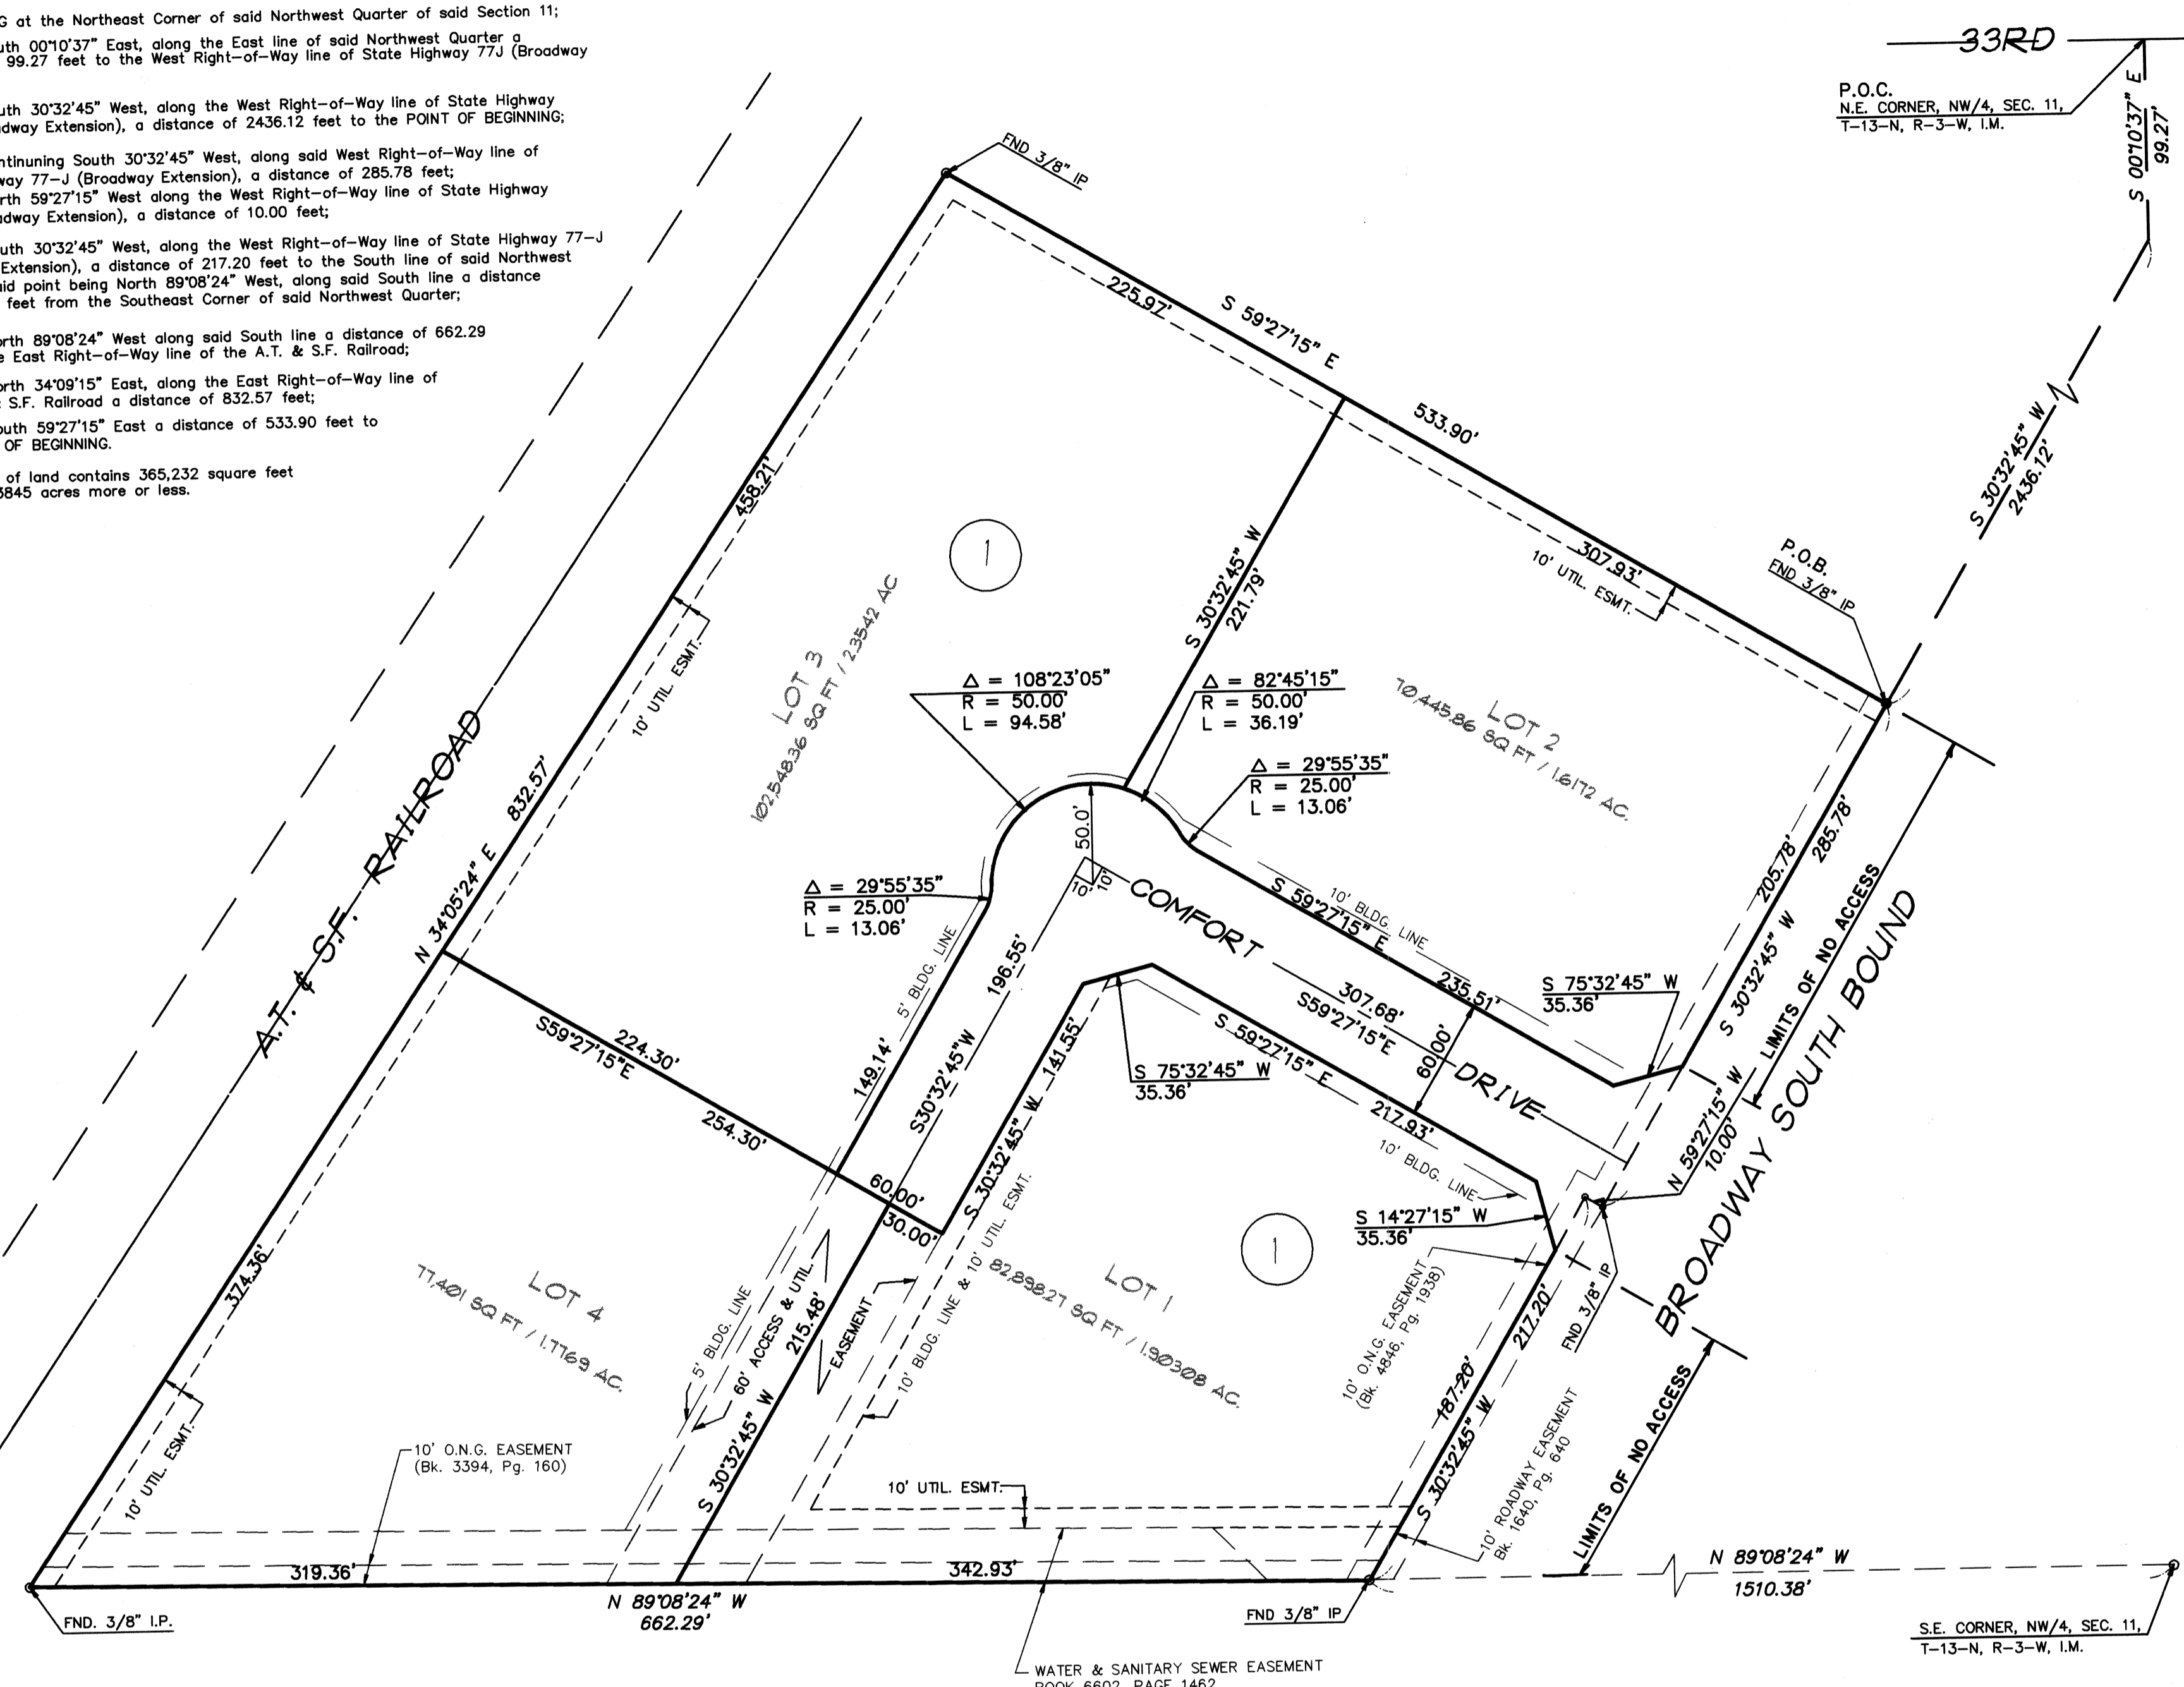 G at the Northeast Corner of said Northwest Quarter of said Section 11;
uth 00°10'37" East, along the East line of said Northwest Quarter a
99.27 feet to the West Right-of-Way line of State Highway 77J (Broadway
uth 30°32'45" West, along the West Right-of-Way line of State Highway
adway Extension), a distance of 2436.12 feet to the POINT OF BEGINNING;
ntinuning South 30°32'45" West, along said West Right-of-Way line of
way 77-J (Broadway Extension), a distance of 285.78 feet;
orth 59°27'15" West along the West Right-of-Way line of State Highway
adway Extension), a distance of 10.00 feet;
uth 30°32'45" West, along the West Right-of-Way line of State Highway 77-J
Extension), a distance of 217.20 feet to the South line of said Northwest
aid point being North 89°08'24" West, along said South line a distance
feet from the Southeast Corner of said Northwest Quarter;
orth 89°08'24" West along said South line a distance of 662.29
e East Right-of-Way line of the A.T. & S.F. Railroad;
orth 34°09'15" East, along the East Right-of-Way line of
S.F. Railroad a distance of 832.57 feet;
outh 59°27'15" East a distance of 533.90 feet to
OF BEGINNING.
of land contains 365,232 square feet
3845 acres more or less.
33RD
P.O.C.
N.E. CORNER, NW/4, SEC. 11,
T-13-N, R-3-W, I.M.
S 00°10'37" E
99.27'
FND 3/8" IP
225.97'
S 59°27'15" E
533.90'
S 30°32'45" W
2436.12'
458.21'
307.93'
10' UTIL. ESMT.
P.O.B.
FND 3/8" IP
1
S 30°32'45" W
221.79'
LOT 3
102,548.36 SQ FT / 2.3542 AC
10' UTIL. ESMT.
Δ = 108°23'05"
R = 50.00'
L = 94.58'
Δ = 82°45'15"
R = 50.00'
L = 36.19'
LOT 2
70,445.86 SQ FT / 1.6172 AC.
Δ = 29°55'35"
R = 25.00'
L = 13.06'
A.T. & S.F. RAILROAD
N 34°05'24" E
832.57'
50.0'
10'
10'
Δ = 29°55'35"
R = 25.00'
L = 13.06'
COMFORT DRIVE
10' BLDG. LINE
S 59°27'15" E
235.51'
205.78'
285.78'
S 30°32'45" W
LIMITS OF NO ACCESS
BROADWAY SOUTH BOUND
S 75°32'45" W
35.36'
5' BLDG. LINE
196.55'
S30°32'45"W
149.14'
307.68'
S59°27'15"E
60.00'
S 75°32'45" W
35.36'
141.55'
S 30°32'45" W
S 59°27'15" E
217.93'
10' BLDG. LINE
N 59°27'15" W
10.00'
224.30'
S59°27'15"E
254.30'
60.00'
30.00'
S 14°27'15" W
35.36'
1
FND 3/8" IP
374.36'
LOT 4
77,401 SQ FT / 1.7769 AC.
LOT 1
82,898.27 SQ FT / 1.90308 AC.
5' BLDG. LINE
60' ACCESS & UTIL.
EASEMENT
215.48'
S 30°32'45" W
10' BLDG. LINE & 10' UTIL. ESMT.
10' O.N.G. EASEMENT
(Bk. 4846, Pg. 1938)
217.20'
187.20'
S 30°32'45" W
10' ROADWAY EASEMENT
Bk. 1640, Pg. 640
LIMITS OF NO ACCESS
10' UTIL. ESMT.
10' O.N.G. EASEMENT
(Bk. 3394, Pg. 160)
10' UTIL. ESMT.
319.36'
342.93'
N 89°08'24" W
662.29'
N 89°08'24" W
1510.38'
FND. 3/8" I.P.
FND 3/8" IP
S.E. CORNER, NW/4, SEC. 11,
T-13-N, R-3-W, I.M.
WATER & SANITARY SEWER EASEMENT
BOOK 6602, PAGE 1462